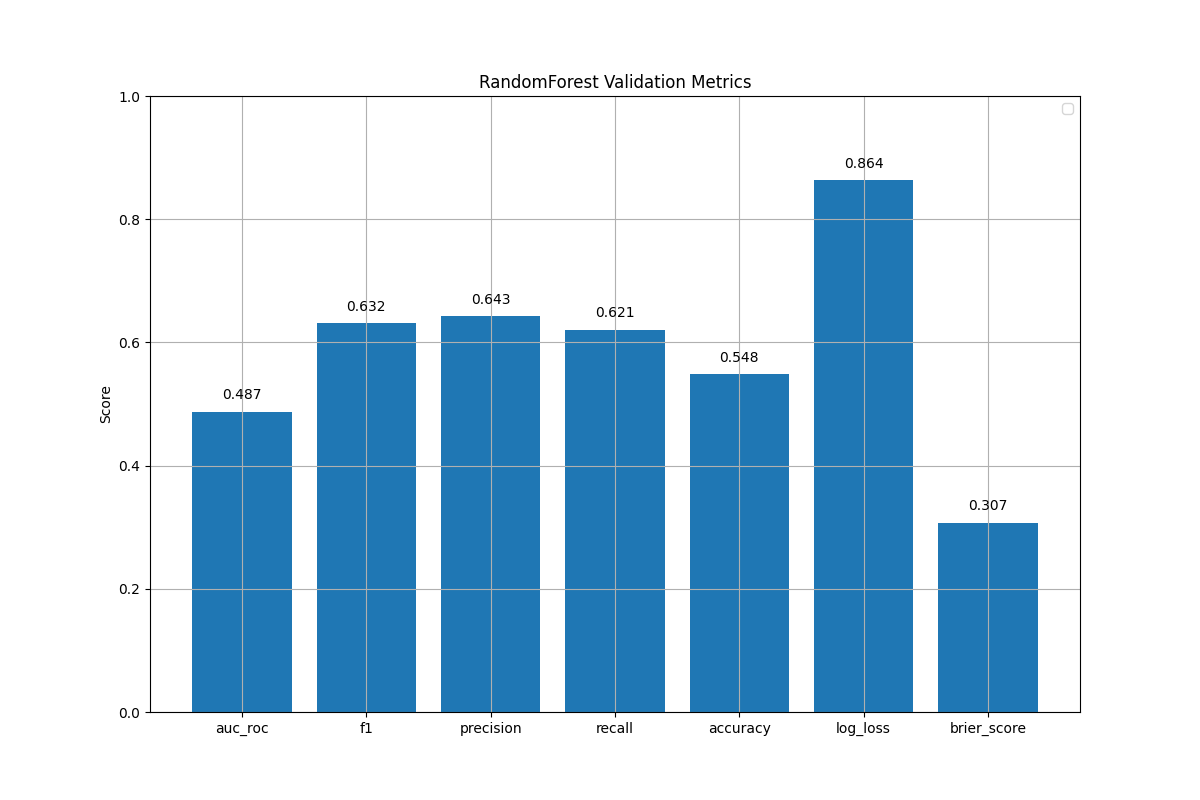 RandomForest Validation Metrics
1.0
0.8
0.6
0.4
0.2
0.0
Score
0.487
0.632
0.643
0.621
0.548
0.864
0.307
auc_roc
f1
precision
recall
accuracy
log_loss
brier_score